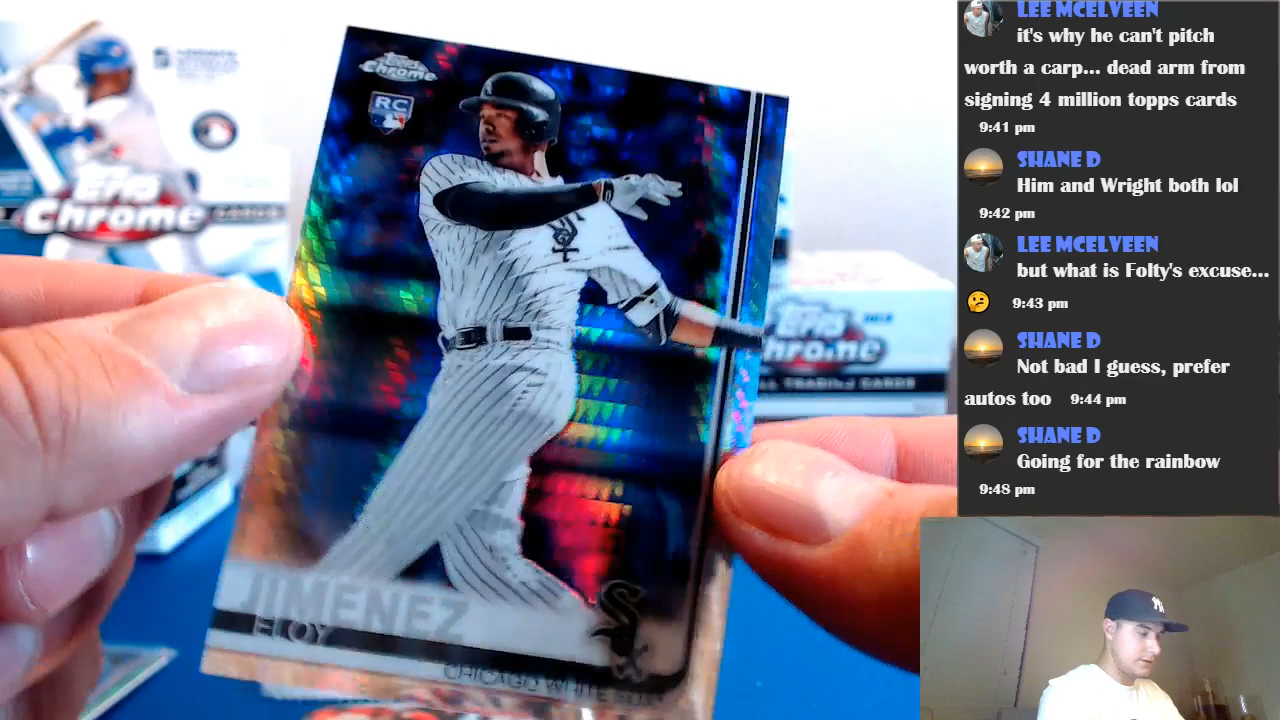 Topps
Chrome
RC
JIMENEZ
ELOY
CHICAGO WHITE SOX
Topps
Chrome
CARDS
Topps
Chrome
TRADING CARDS
LEE MCELVEEN
it's why he can't pitch
worth a carp... dead arm from
signing 4 million topps cards
9:41 pm
SHANE D
Him and Wright both lol
9:42 pm
LEE MCELVEEN
but what is Folty's excuse...
🤔 9:43 pm
SHANE D
Not bad I guess, prefer
autos too 9:44 pm
SHANE D
Going for the rainbow
9:48 pm